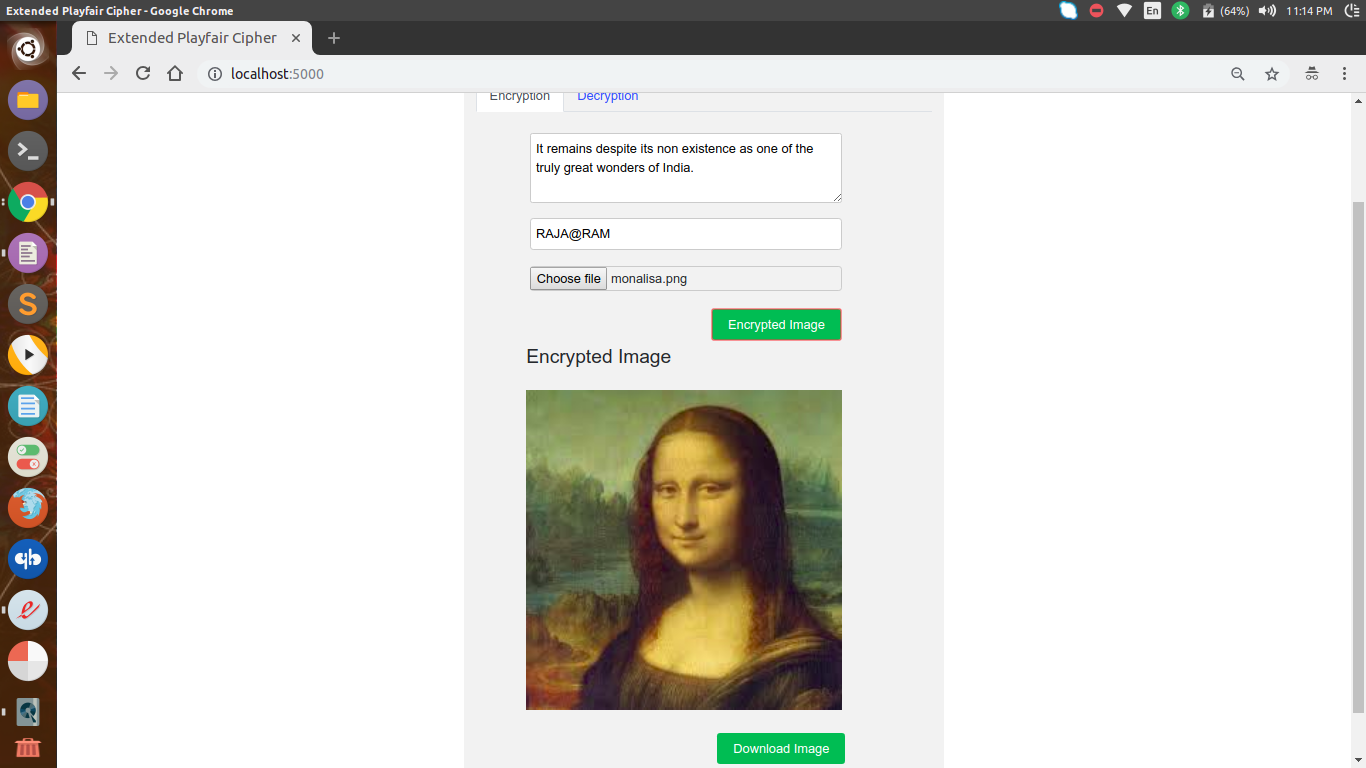 Extended Playfair Cipher - Google Chrome
En
(64%)
11:14 PM
Extended Playfair Cipher
localhost:5000
Encryption
Decryption
It remains despite its non existence as one of the
truly great wonders of India.
RAJA@RAM
Choose file
monalisa.png
Encrypted Image
Encrypted Image
Download Image